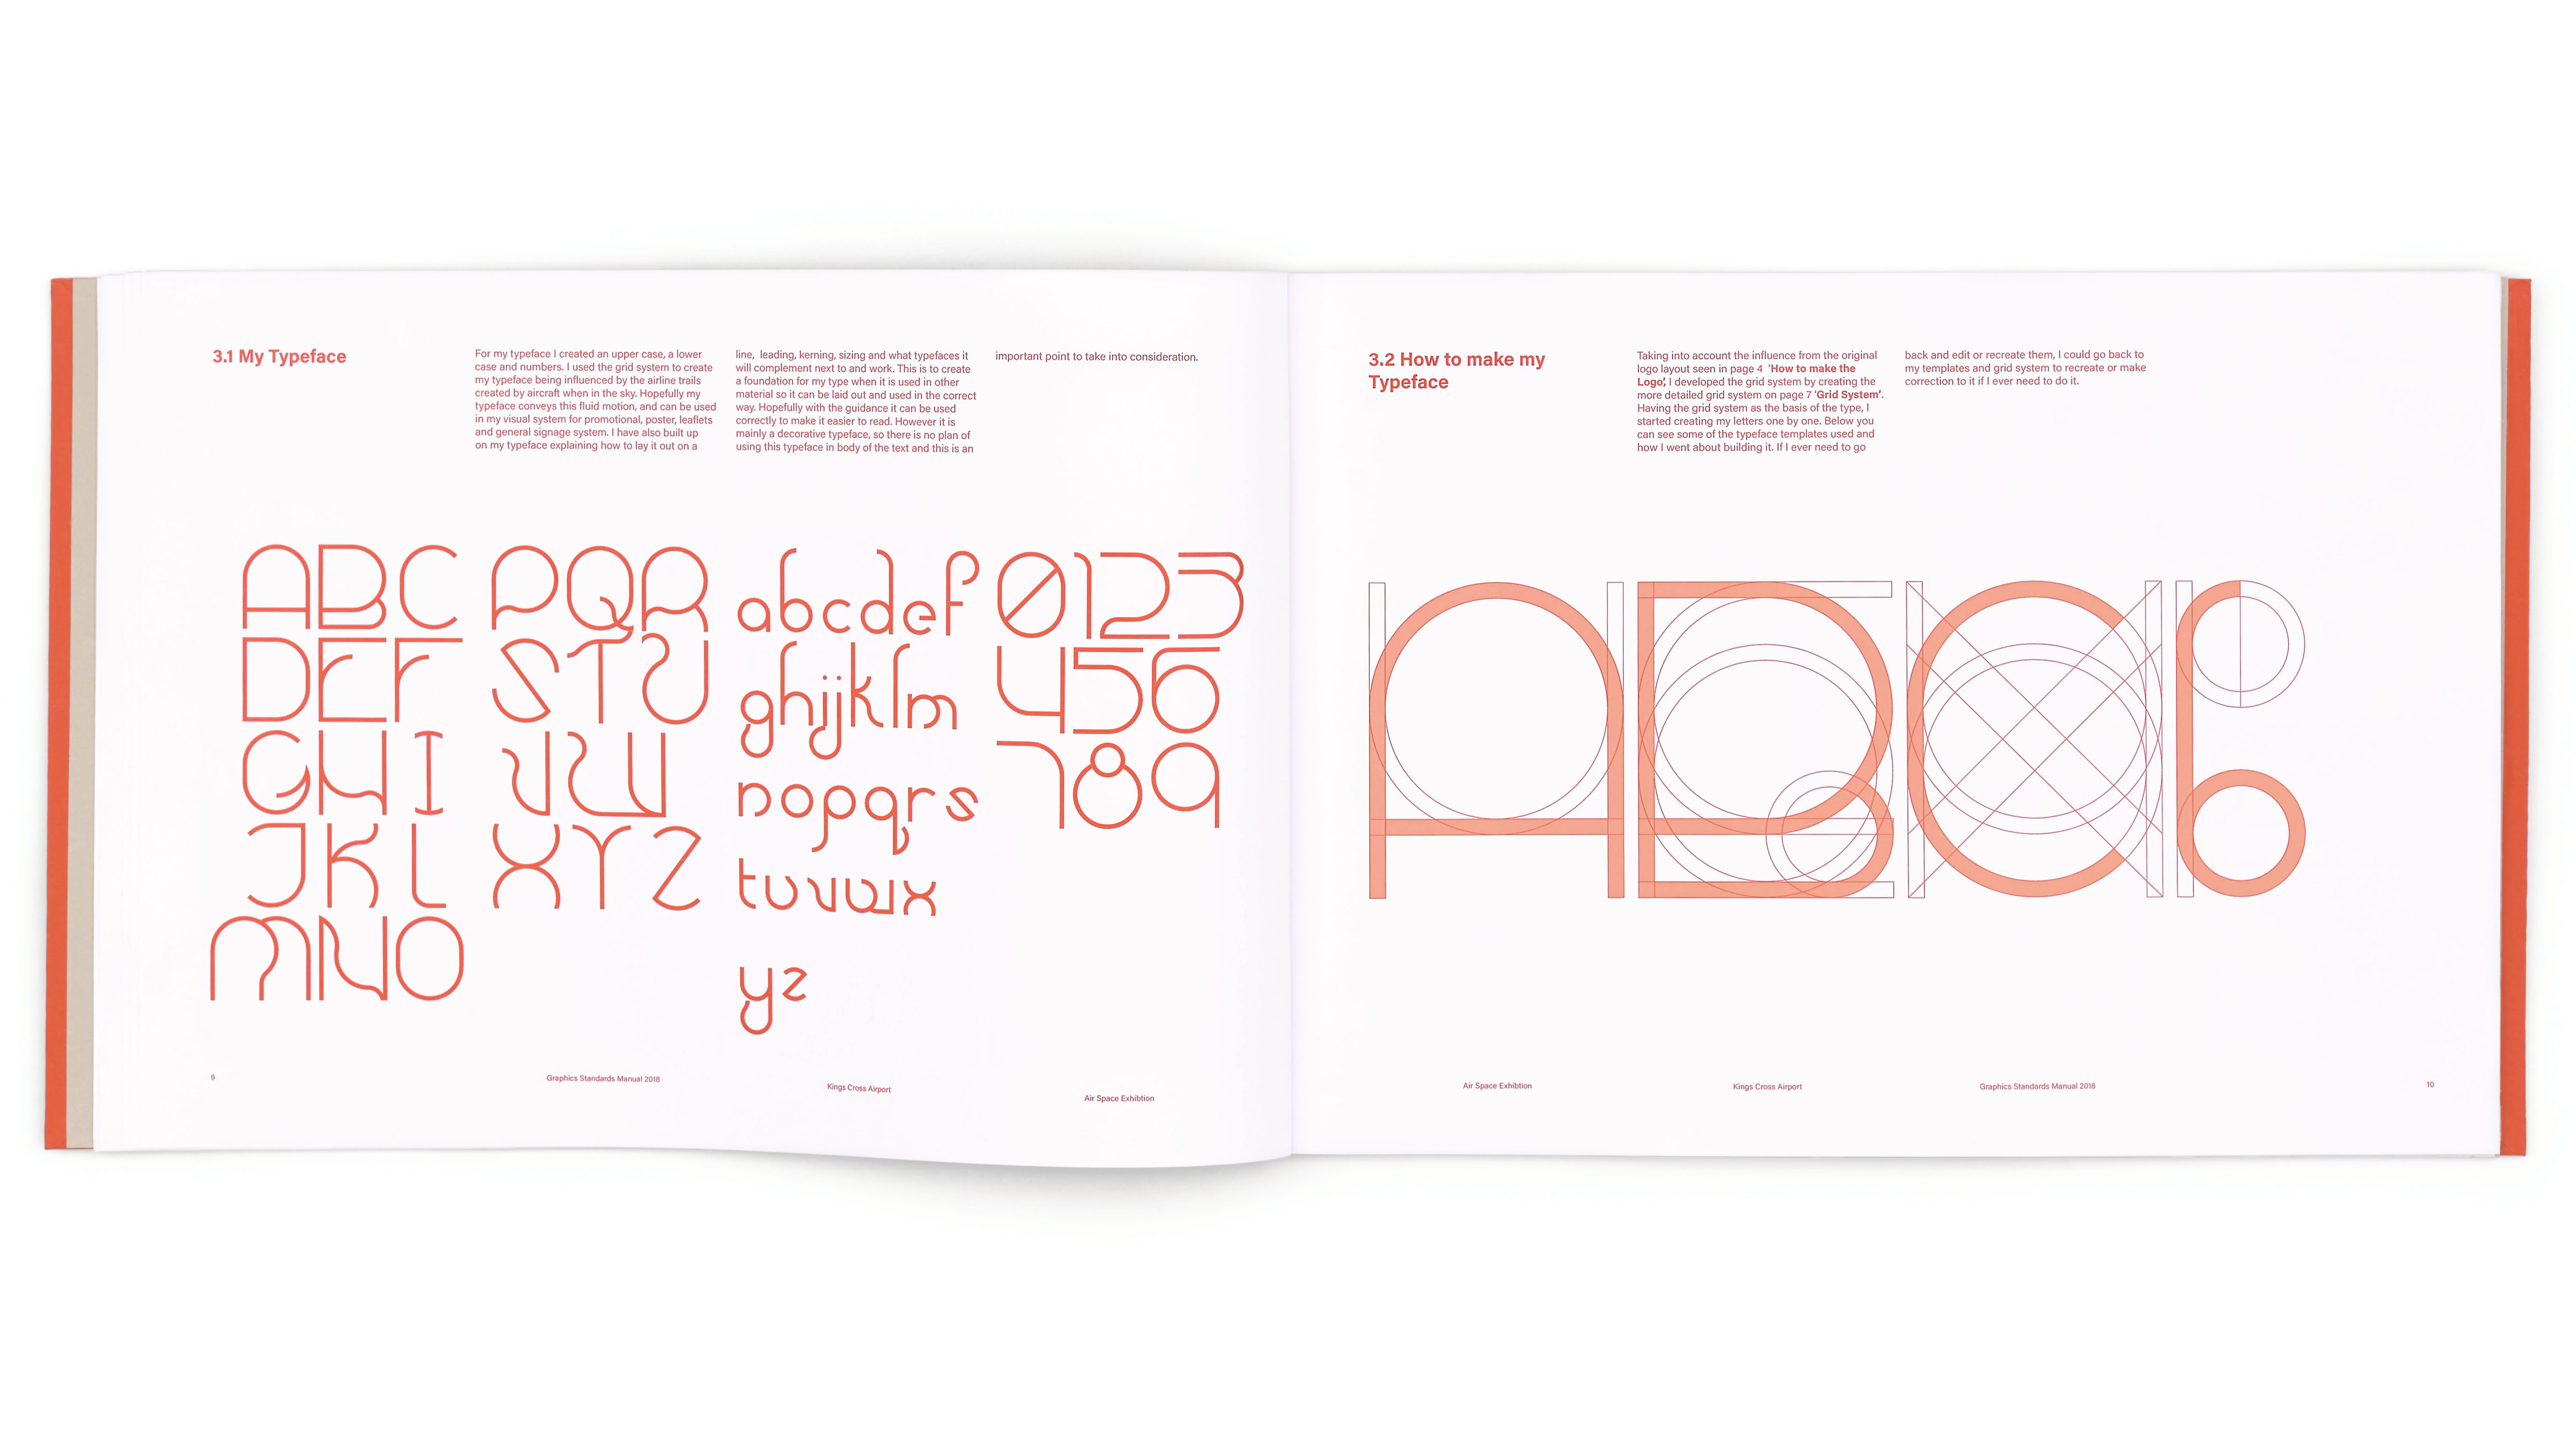 3.1 My Typeface
For my typeface I created an upper case, a lower
case and numbers. I used the grid system to create
my typeface being influenced by the airline trails
created by aircraft when in the sky. Hopefully my
typeface conveys this fluid motion, and can be used
in my visual system for promotional, poster, leaflets
and general signage system. I have also built up
on my typeface explaining how to lay it out on a
line, leading, kerning, sizing and what typefaces it
will complement next to and work. This is to create
a foundation for my type when it is used in other
material so it can be laid out and used in the correct
way. Hopefully with the guidance it can be used
correctly to make it easier to read. However it is
mainly a decorative typeface, so there is no plan of
using this typeface in body of the text and this is an
important point to take into consideration.
ABC
DEF
GHI
JKL
MNO
PQR
STU
VW
XYZ
abcdef
ghijklm
nopqrs
tuvwx
yz
0123
456
789
9
Graphics Standards Manual 2018
Kings Cross Airport
Air Space Exhibtion
3.2 How to make my
Typeface
Taking into account the influence from the original
logo layout seen in page 4 'How to make the
Logo', I developed the grid system by creating the
more detailed grid system on page 7 'Grid System'.
Having the grid system as the basis of the type, I
started creating my letters one by one. Below you
can see some of the typeface templates used and
how I went about building it. If I ever need to go
back and edit or recreate them, I could go back to
my templates and grid system to recreate or make
correction to it if I ever need to do it.
ABCb
Air Space Exhibtion
Kings Cross Airport
Graphics Standards Manual 2018
10